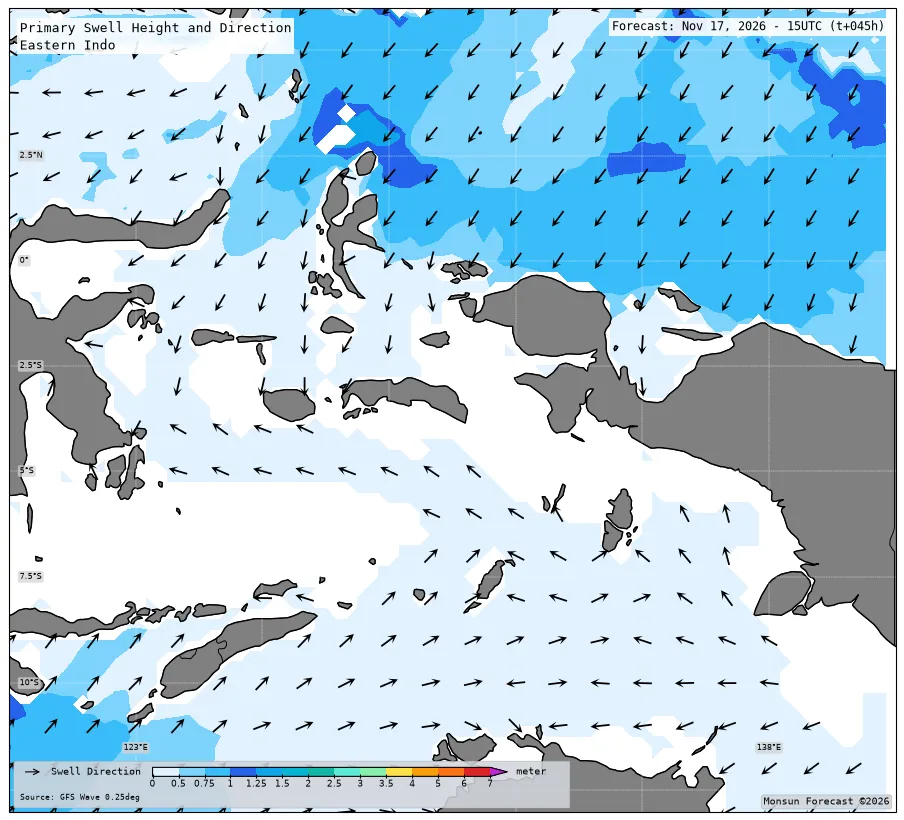 Primary Swell Height and Direction
Eastern Indo
Forecast: Nov 17, 2026 - 15UTC (t+045h)
2.5°N
0°
2.5°S
5°S
7.5°S
10°S
123°E
138°E
Swell Direction
meter
0 0.5 0.75 1 1.25 1.5 2 2.5 3 3.5 4 5 6 7
Source: GFS Wave 0.25deg
Monsun Forecast ©2026